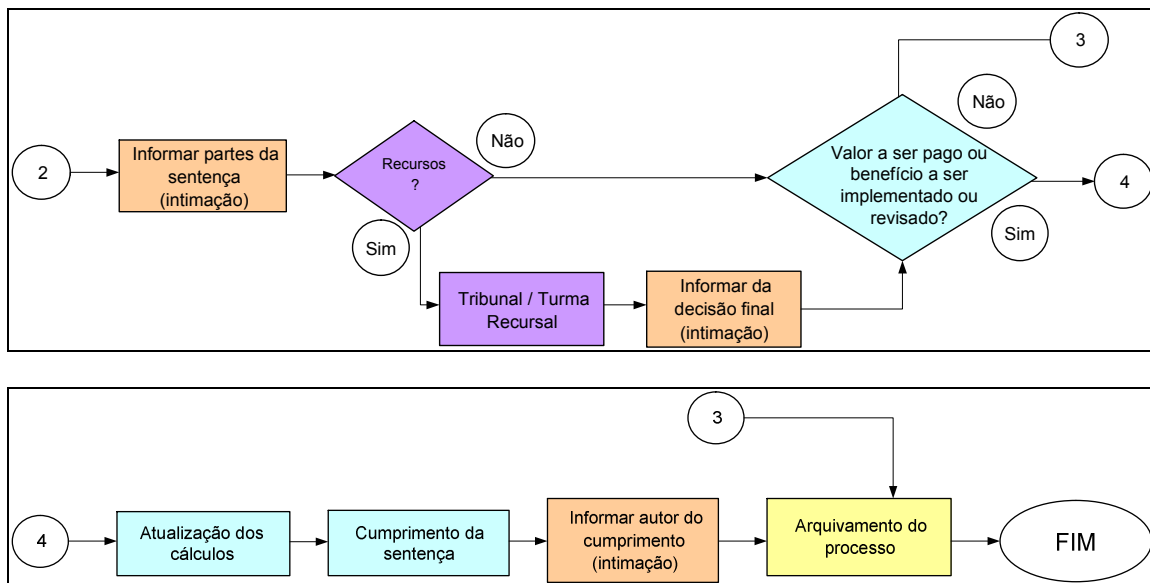 3
Não
2
Informar partes da
sentença
(intimação)
Recursos
?
Não
Valor a ser pago ou
benefício a ser
implementado ou
revisado?
4
Sim
Sim
Tribunal / Turma
Recursal
Informar da
decisão final
(intimação)
3
4
Atualização dos
cálculos
Cumprimento da
sentença
Informar autor do
cumprimento
(intimação)
Arquivamento do
processo
FIM